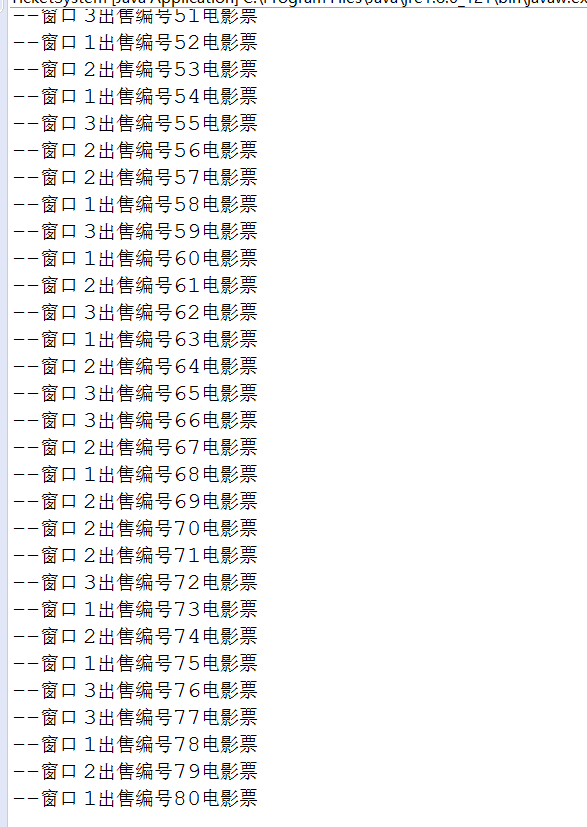 TicketSystem [Java Application] C:\Program Files\Java\jre1.8.0_121\bin\javaw.ex
--窗口 3出售编号51电影票
--窗口 1出售编号52电影票
--窗口 2出售编号53电影票
--窗口 1出售编号54电影票
--窗口 3出售编号55电影票
--窗口 2出售编号56电影票
--窗口 2出售编号57电影票
--窗口 1出售编号58电影票
--窗口 3出售编号59电影票
--窗口 1出售编号60电影票
--窗口 2出售编号61电影票
--窗口 3出售编号62电影票
--窗口 1出售编号63电影票
--窗口 2出售编号64电影票
--窗口 3出售编号65电影票
--窗口 3出售编号66电影票
--窗口 2出售编号67电影票
--窗口 1出售编号68电影票
--窗口 2出售编号69电影票
--窗口 2出售编号70电影票
--窗口 2出售编号71电影票
--窗口 3出售编号72电影票
--窗口 1出售编号73电影票
--窗口 2出售编号74电影票
--窗口 1出售编号75电影票
--窗口 3出售编号76电影票
--窗口 3出售编号77电影票
--窗口 1出售编号78电影票
--窗口 2出售编号79电影票
--窗口 1出售编号80电影票